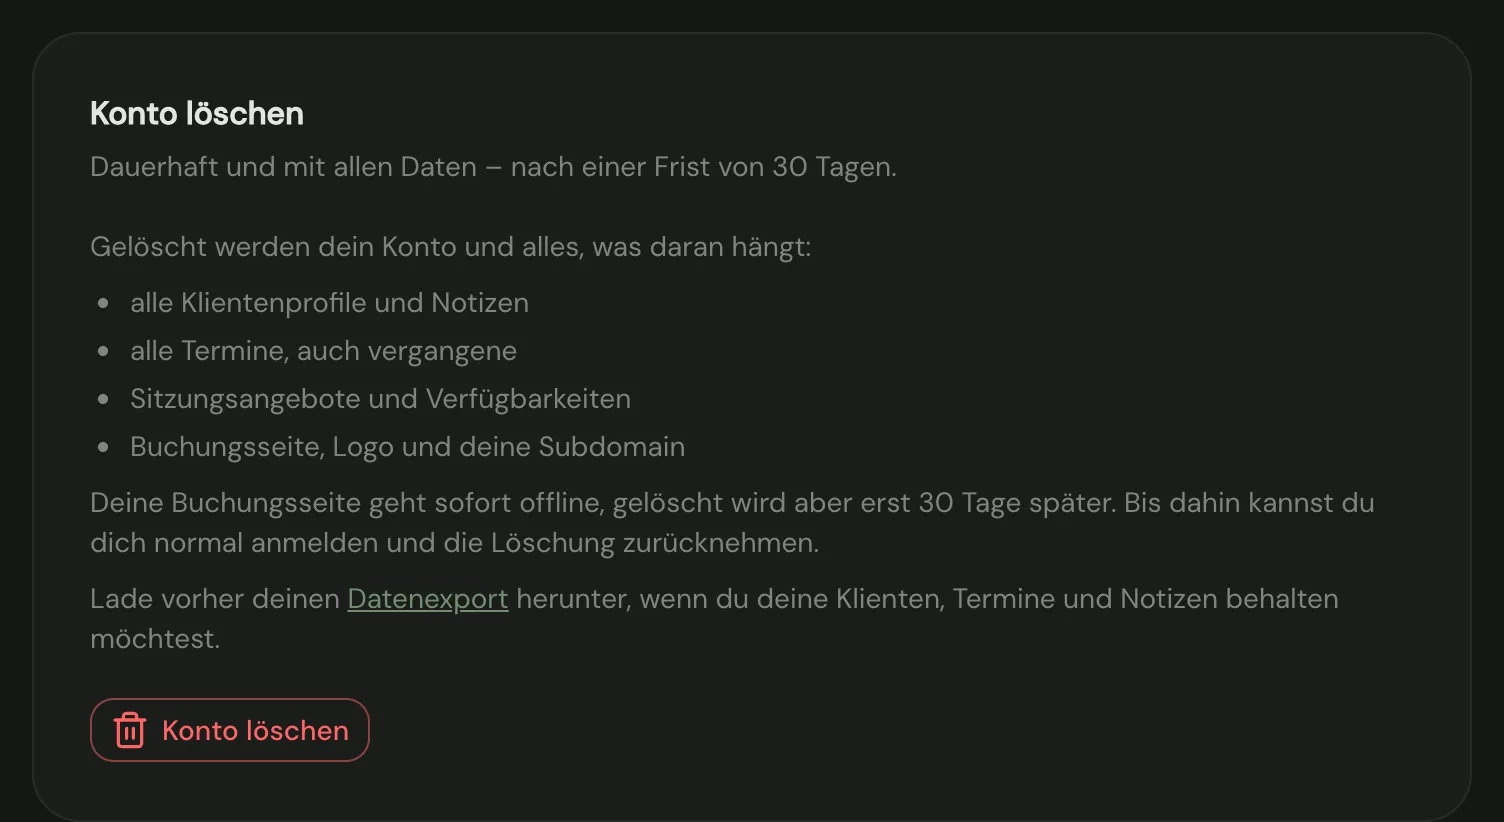 Konto löschen
Dauerhaft und mit allen Daten – nach einer Frist von 30 Tagen.
Gelöscht werden dein Konto und alles, was daran hängt:
• alle Klientenprofile und Notizen
• alle Termine, auch vergangene
• Sitzungsangebote und Verfügbarkeiten
• Buchungsseite, Logo und deine Subdomain
Deine Buchungsseite geht sofort offline, gelöscht wird aber erst 30 Tage später. Bis dahin kannst du
dich normal anmelden und die Löschung zurücknehmen.
Lade vorher deinen Datenexport herunter, wenn du deine Klienten, Termine und Notizen behalten
möchtest.
Konto löschen